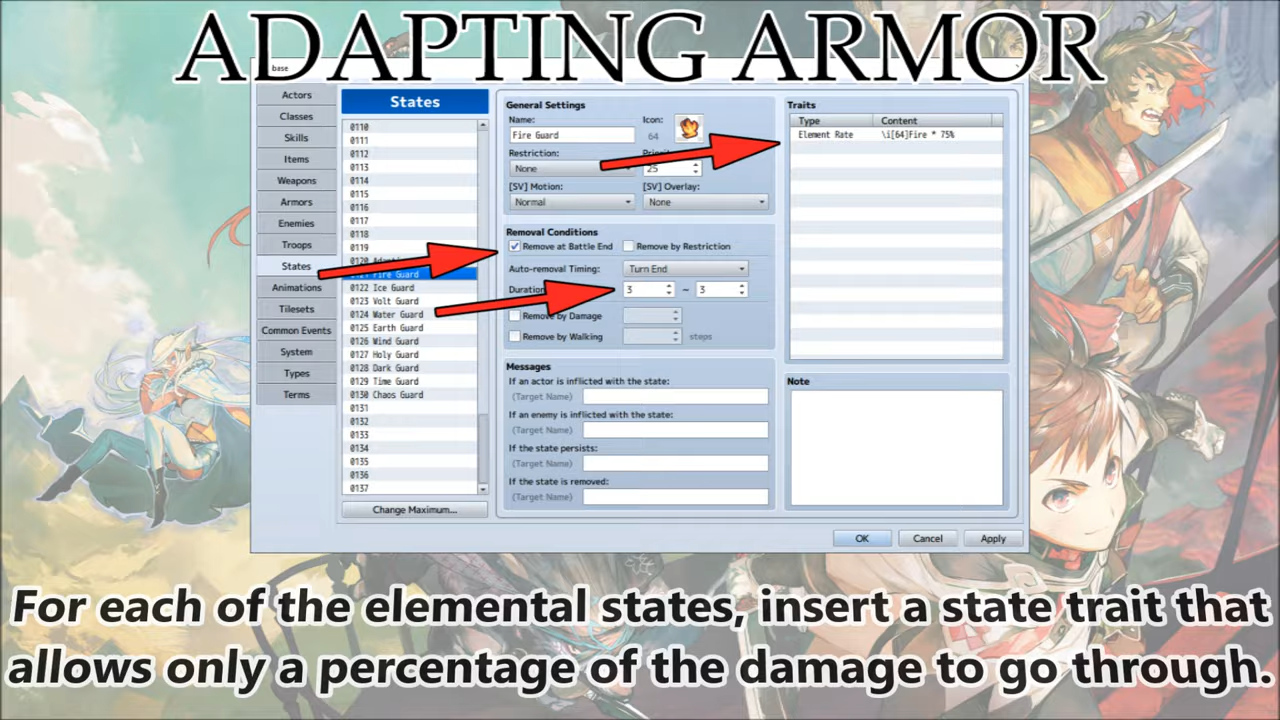 ADAPTING ARMOR
base
Actors
Classes
Skills
Items
Weapons
Armors
Enemies
Troops
States
Animations
Tilesets
Common Events
System
Types
Terms
States
0110
0111
0112
0113
0114
0115
0116
0117
0118
0119
0120
Fire Guard
0122 Ice Guard
0123 Volt Guard
0124 Water Guard
0125 Earth Guard
0126 Wind Guard
0127 Holy Guard
0128 Dark Guard
0129 Time Guard
0130 Chaos Guard
0131
0132
0133
0134
0135
0136
0137
Change Maximum...
General Settings
Name: Icon:
Fire Guard 64
Restriction:
None 25
[SV] Motion: [SV] Overlay:
Normal None
Removal Conditions
Remove at Battle End Remove by Restriction
Auto-removal Timing: Turn End
3 ~ 3
Remove by Damage
Remove by Walking steps
Messages
If an actor is inflicted with the state:
(Target Name)
If an enemy is inflicted with the state:
(Target Name)
If the state persists:
(Target Name)
If the state is removed:
(Target Name)
Traits
Type Content
Element Rate \i[64]Fire * 75%
Note
OK Cancel Apply
For each of the elemental states, insert a state trait that
allows only a percentage of the damage to go through.